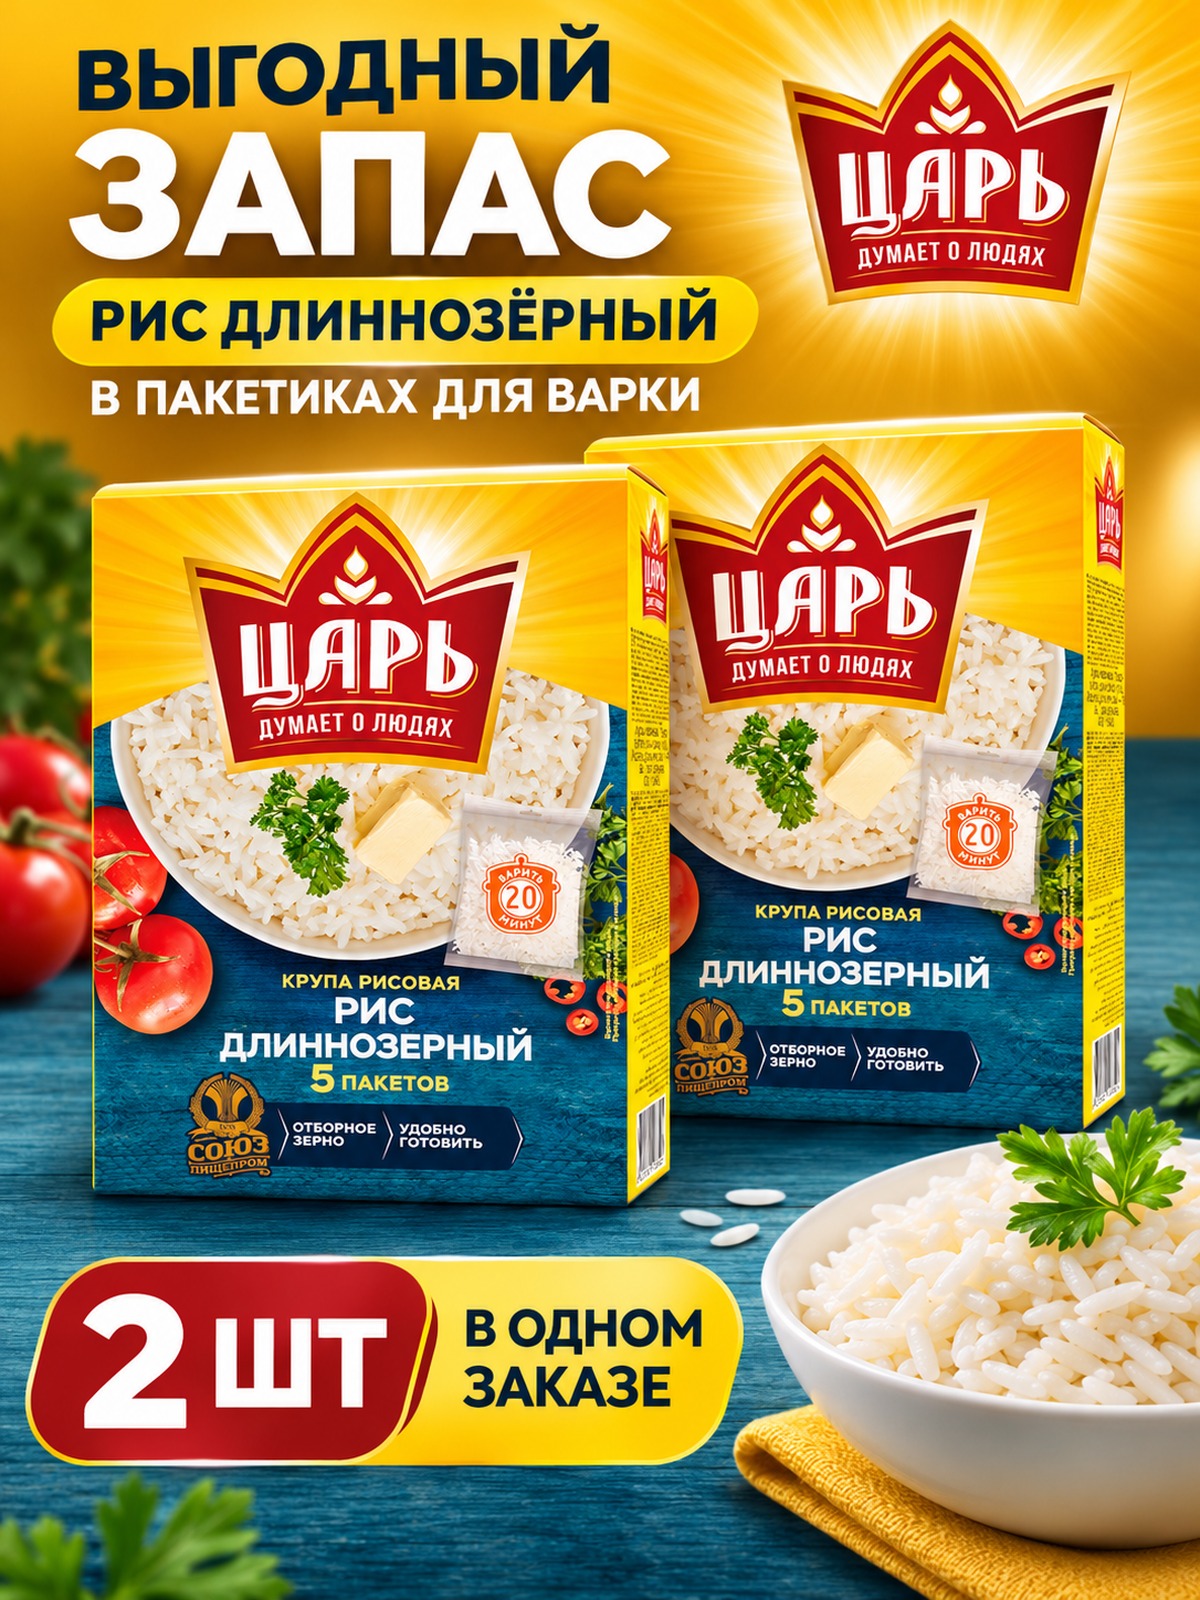 ВЫГОДНЫЙ
ЗАПАС
РИС ДЛИННОЗЁРНЫЙ
В ПАКЕТИКАХ ДЛЯ ВАРКИ
ЦАРЬ
ДУМАЕТ О ЛЮДЯХ
ЦАРЬ
ДУМАЕТ О ЛЮДЯХ
ВАРИТЬ
20
МИНУТ
КРУПА РИСОВАЯ
РИС
ДЛИННОЗЕРНЫЙ
5 ПАКЕТОВ
СОЮЗ
ПИЩЕПРОМ
ОТБОРНОЕ
ЗЕРНО
УДОБНО
ГОТОВИТЬ
ЦАРЬ
ЦАРЬ
ДУМАЕТ О ЛЮДЯХ
ВАРИТЬ
20
МИНУТ
КРУПА РИСОВАЯ
РИС
ДЛИННОЗЕРНЫЙ
5 ПАКЕТОВ
СОЮЗ
ПИЩЕПРОМ
ОТБОРНОЕ
ЗЕРНО
УДОБНО
ГОТОВИТЬ
ЦАРЬ
2 ШТ
В ОДНОМ
ЗАКАЗЕ